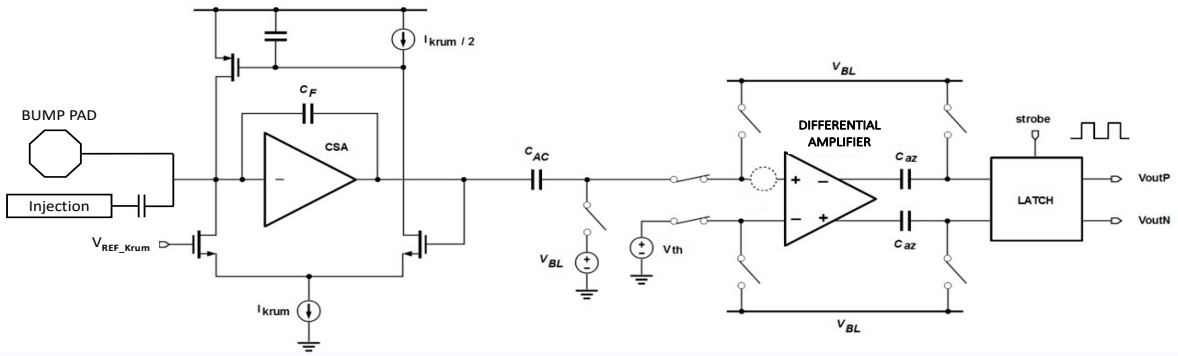 I krum / 2
C F
BUMP PAD
CSA
Injection
V REF_Krum
I krum
C AC
V BL
V th
V BL
DIFFERENTIAL
AMPLIFIER
+ −
− +
C az
C az
V BL
strobe
LATCH
VoutP
VoutN